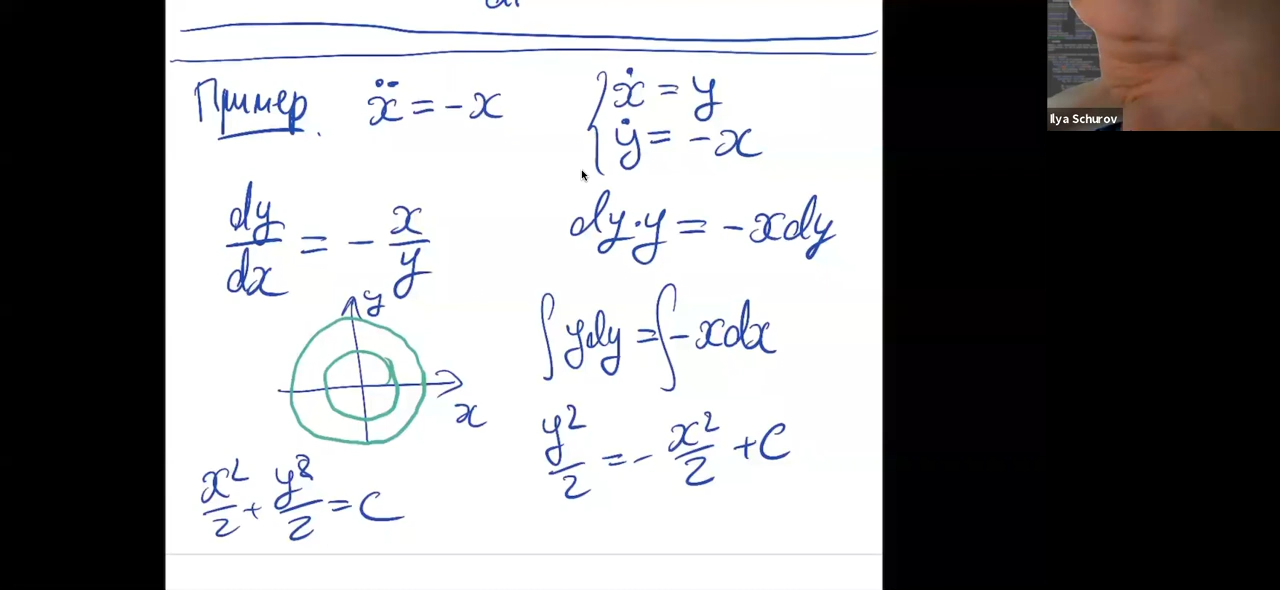 Пример. ẍ = -x
{ ẋ = y
ẏ = -x
dy/dx = - x/y
dy·y = -xdy
∫ydy = ∫-xdx
y
x
y²/2 = - x²/2 + C
x²/2 + y²/2 = C
Ilya Schurov